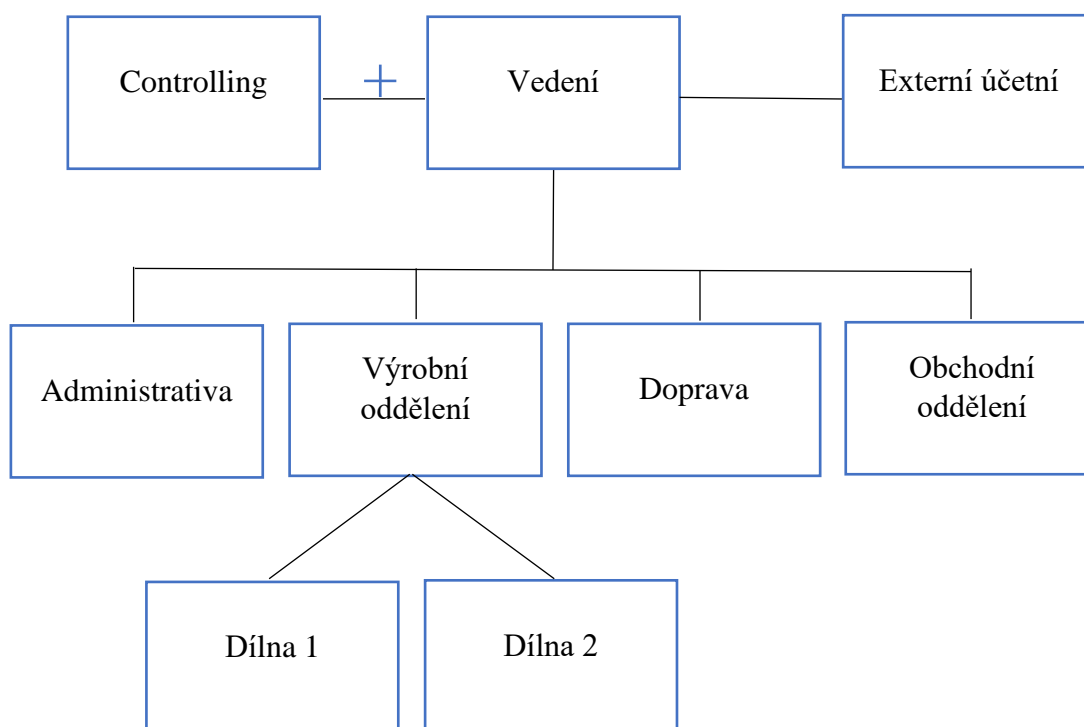 Controlling
+
Vedení
Externí účetní
Administrativa
Výrobní
oddělení
Doprava
Obchodní
oddělení
Dílna 1
Dílna 2